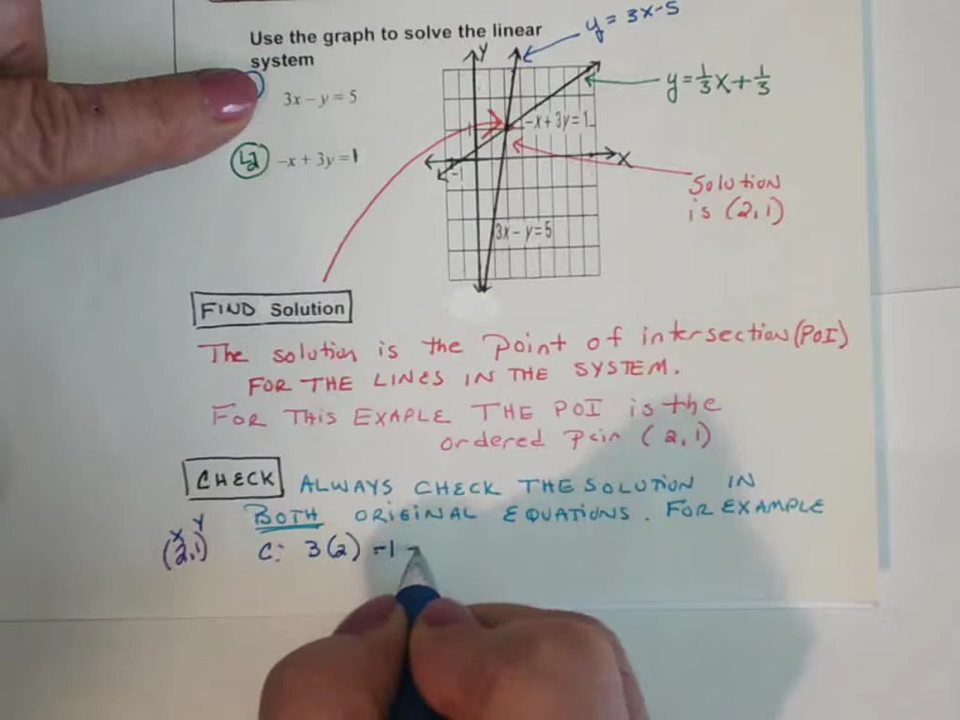 Use the graph to solve the linear
system
3x – y = 5
L2 –x + 3y = 1
y = 3x-5
y = 1/3 x + 1/3
Y
–x + 3y = 1
X
–1
3x – y = 5
Solution
is (2,1)
FIND Solution
The solution is the Point of intersection (POI)
FOR THE LINES IN THE SYSTEM.
FOR THIS EXAPLE THE POI is the
ordered Pair (2,1)
CHECK ALWAYS CHECK THE SOLUTION IN
BOTH ORIGINAL EQUATIONS. FOR EXAMPLE
X Y
(2,1) C: 3(2) -1